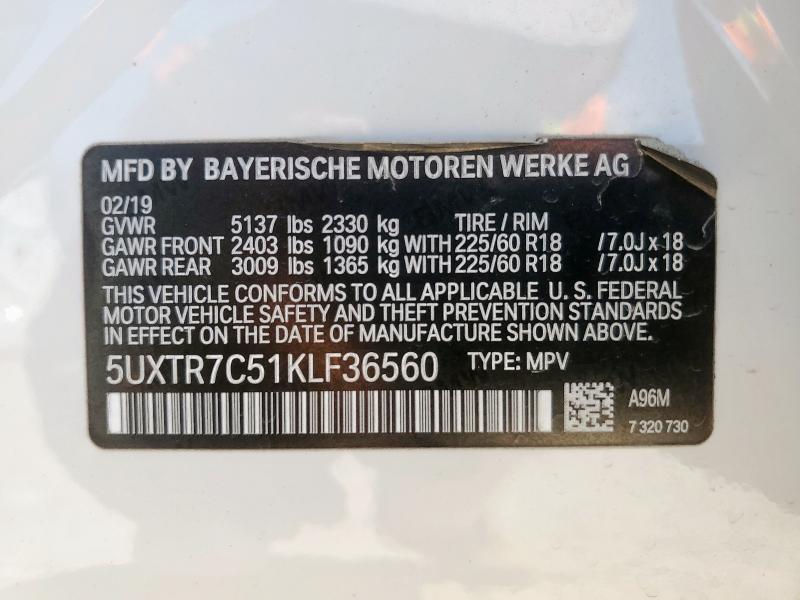 MFD BY BAYERISCHE MOTOREN WERKE AG
02/19
GVWR 5137 lbs 2330 kg TIRE / RIM
GAWR FRONT 2403 lbs 1090 kg WITH 225/60 R18 /7.0J x 18
GAWR REAR 3009 lbs 1365 kg WITH 225/60 R18 /7.0J x 18
THIS VEHICLE CONFORMS TO ALL APPLICABLE U. S. FEDERAL
MOTOR VEHICLE SAFETY AND THEFT PREVENTION STANDARDS
IN EFFECT ON THE DATE OF MANUFACTURE SHOWN ABOVE.
5UXTR7C51KLF36560 TYPE: MPV
A96M
7 320 730